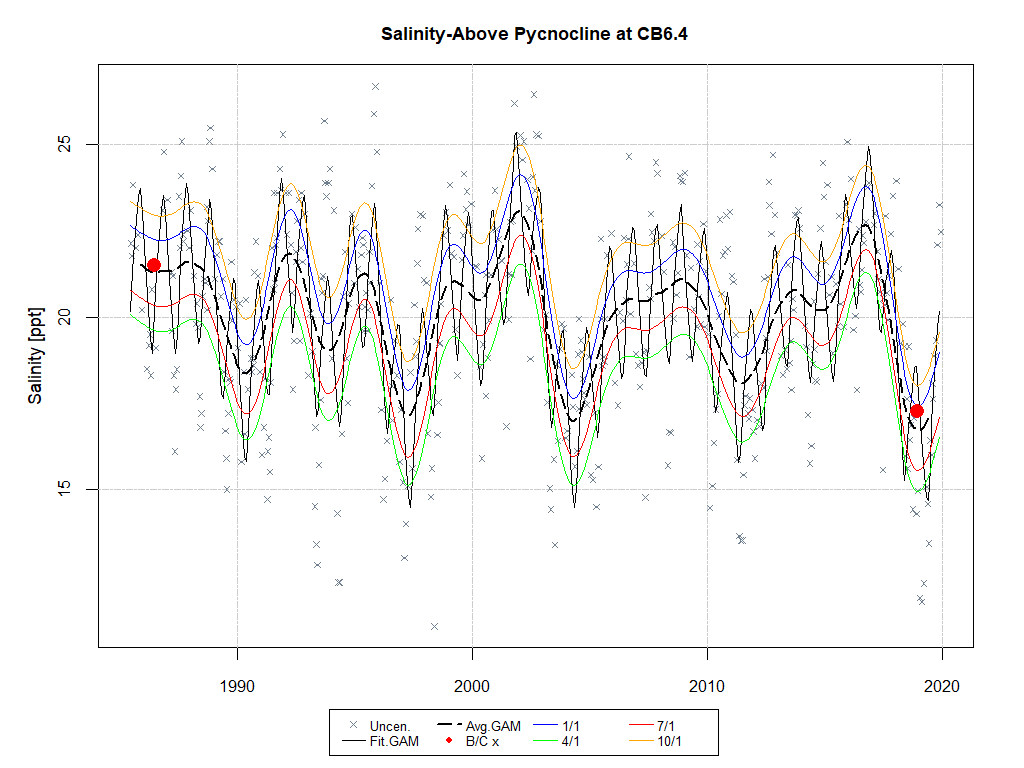 Salinity-Above Pycnocline at CB6.4
25
20
15
Salinity [ppt]
1990 2000 2010 2020
Uncen. Avg.GAM 1/1 7/1
Fit.GAM B/C x 4/1 10/1